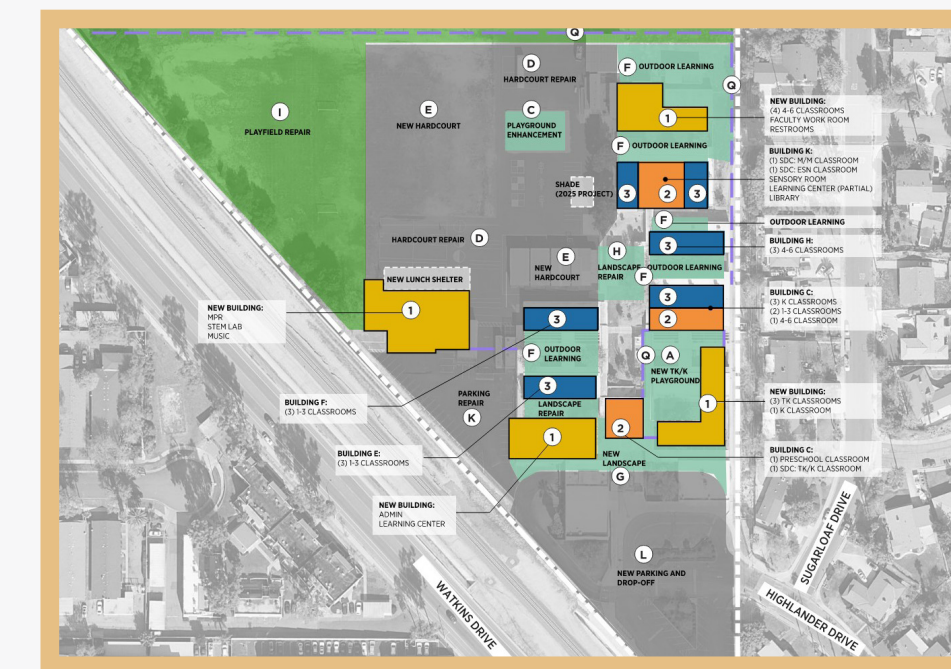 Q
D
HARDCOURT REPAIR
F OUTDOOR LEARNING
Q
I
PLAYFIELD REPAIR
E
NEW HARDCOURT
C
PLAYGROUND
ENHANCEMENT
1
F OUTDOOR LEARNING
NEW BUILDING:
(4) 4-6 CLASSROOMS
FACULTY WORK ROOM
RESTROOMS
SHADE
(2025 PROJECT)
3
2
3
BUILDING K:
(1) SDC: M/M CLASSROOM
(1) SDC: ESN CLASSROOM
SENSORY ROOM
LEARNING CENTER (PARTIAL)
LIBRARY
F
OUTDOOR LEARNING
HARDCOURT REPAIR D
3
BUILDING H:
(3) 4-6 CLASSROOMS
E
NEW
HARDCOURT
H
LANDSCAPE
REPAIR
OUTDOOR LEARNING
F
NEW LUNCH SHELTER
1
NEW BUILDING:
MPR
STEM LAB
MUSIC
3
3
2
BUILDING C:
(3) K CLASSROOMS
(2) 1-3 CLASSROOMS
(1) 4-6 CLASSROOM
F OUTDOOR
LEARNING
Q
A
NEW TK/K
PLAYGROUND
PARKING
REPAIR
K
3
LANDSCAPE
REPAIR
BUILDING F:
(3) 1-3 CLASSROOMS
1
NEW BUILDING:
(3) TK CLASSROOMS
(1) K CLASSROOM
1
2
BUILDING E:
(3) 1-3 CLASSROOMS
NEW
LANDSCAPE
G
BUILDING C:
(1) PRESCHOOL CLASSROOM
(1) SDC: TK/K CLASSROOM
NEW BUILDING:
ADMIN
LEARNING CENTER
L
NEW PARKING AND
DROP-OFF
WATKINS DRIVE
SUGARLOAF DRIVE
HIGHLANDER DRIVE